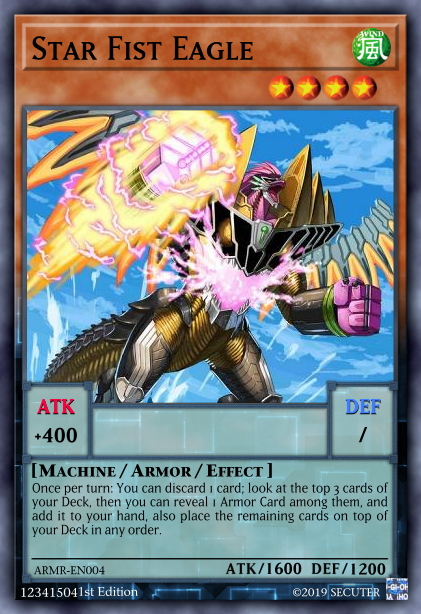 STAR FIST EAGLE
WIND
風
ATK
+400
DEF
/
[MACHINE / ARMOR / EFFECT]
Once per turn: You can discard 1 card; look at the top 3 cards of
your Deck, then you can reveal 1 Armor Card among them, and
add it to your hand, also place the remaining cards on top of
your Deck in any order.
ARMR-EN004
ATK/1600 DEF/1200
123415041st Edition
©2019 SECUTER